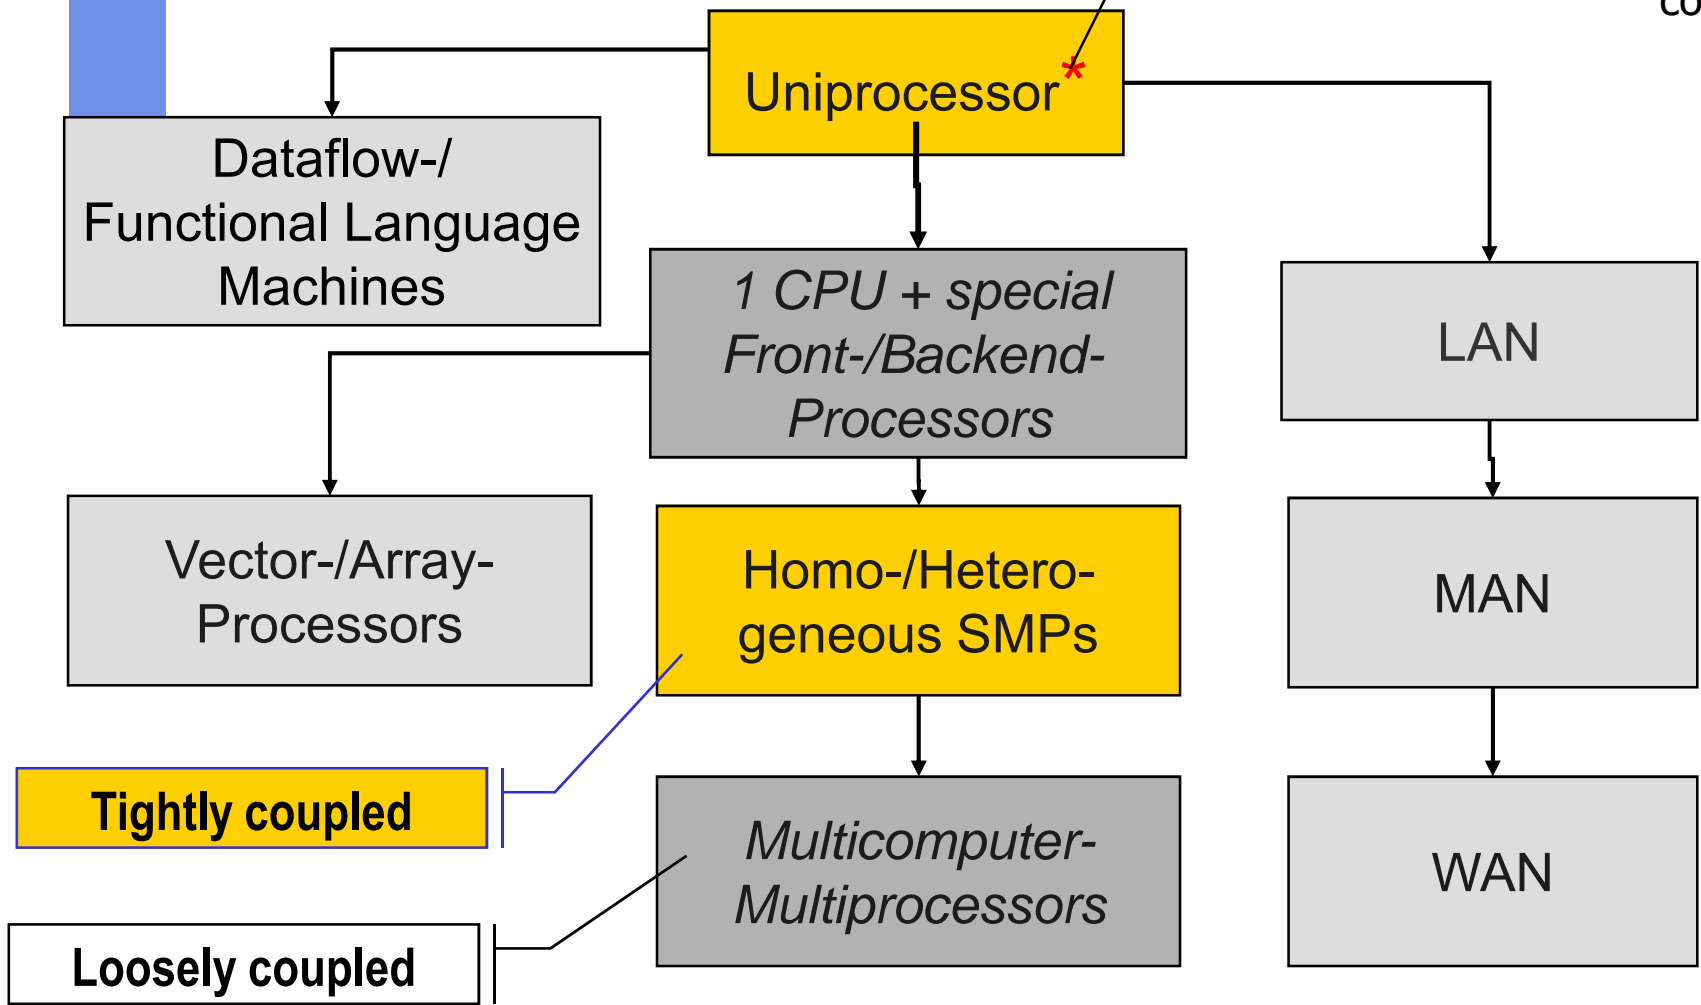 Uniprocessor*
Dataflow-/
Functional Language
Machines
1 CPU + special
Front-/Backend-
Processors
LAN
Vector-/Array-
Processors
Homo-/Hetero-
geneous SMPs
MAN
Tightly coupled
Multicomputer-
Multiprocessors
WAN
Loosely coupled